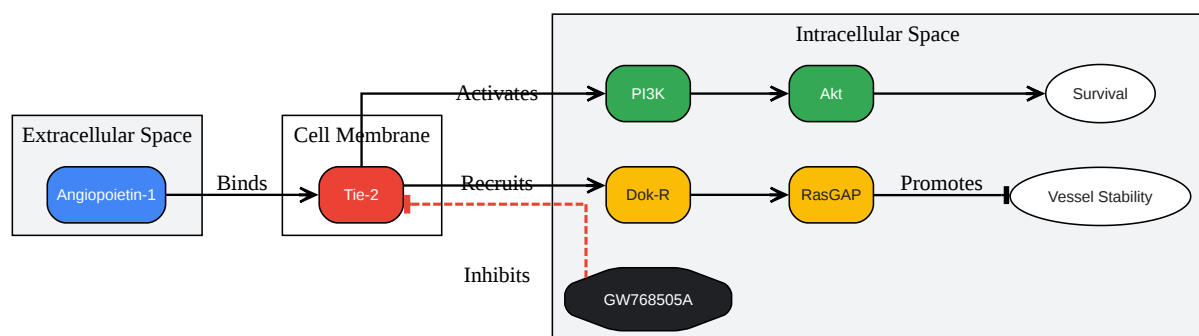 Intracellular Space
Activates
PI3K
Akt
Survival
Extracellular Space
Cell Membrane
Angiopoietin-1
Binds
Tie-2
Recruits
Dok-R
RasGAP
Promotes
Vessel Stability
Inhibits
GW768505A